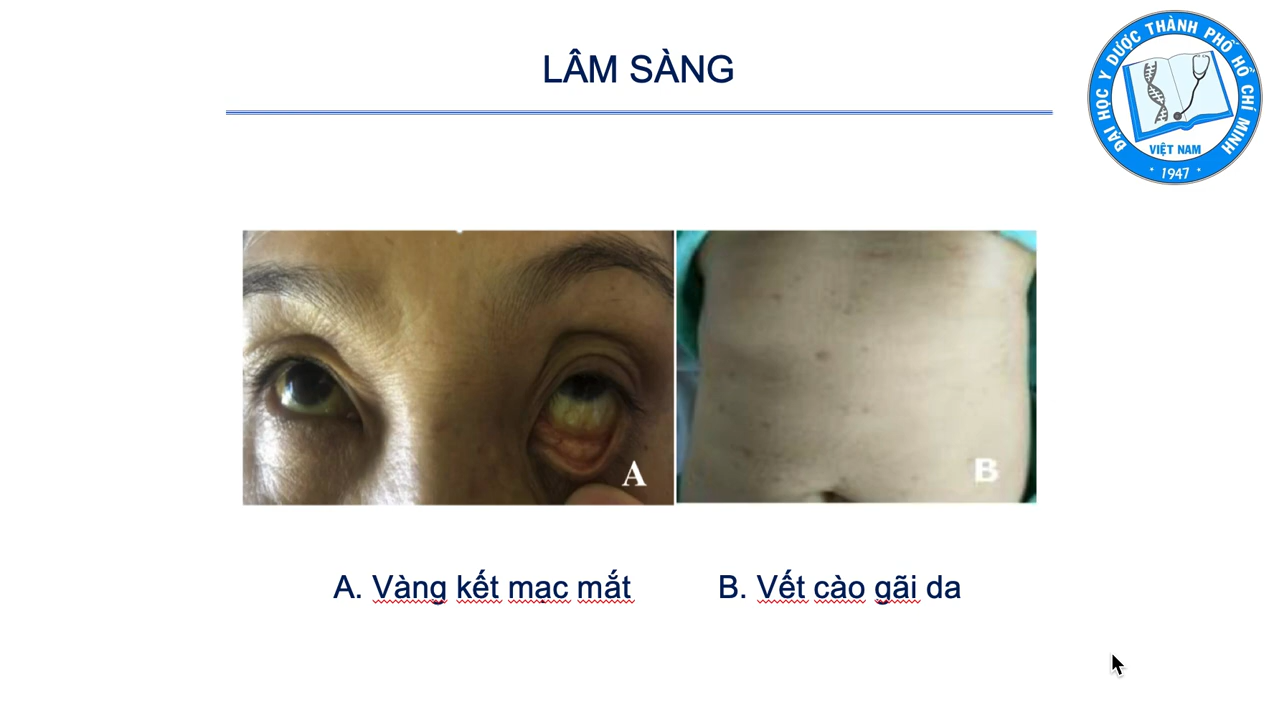 LÂM SÀNG
ĐẠI HỌC Y DƯỢC THÀNH PHỐ HỒ CHÍ MINH
VIỆT NAM
1947
A
B
A. Vàng kết mạc mắt
B. Vết cào gãi da